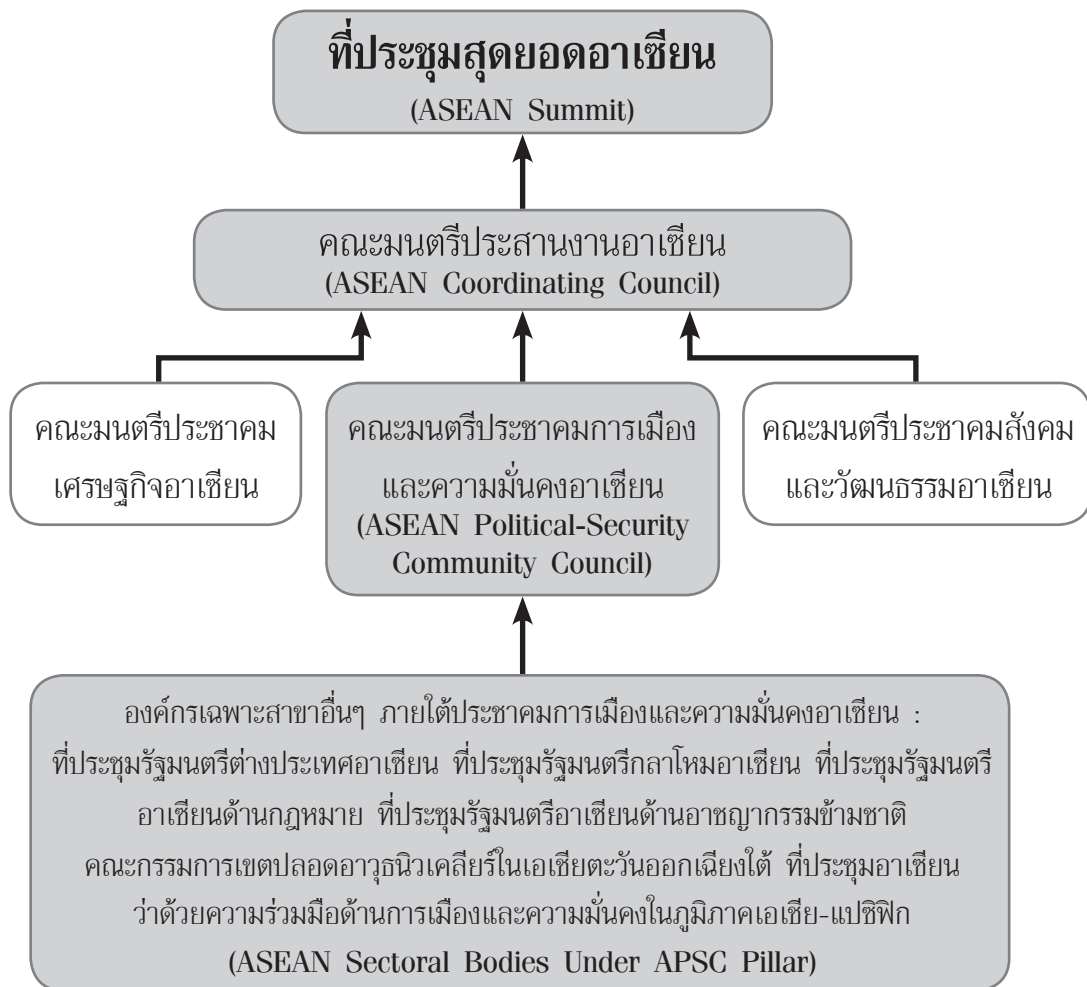 ที่ประชุมสุดยอดอาเซียน
(ASEAN Summit)
คณะมนตรีประสานงานอาเซียน
(ASEAN Coordinating Council)
คณะมนตรีประชาคม
เศรษฐกิจอาเซียน
คณะมนตรีประชาคมการเมือง
และความมั่นคงอาเซียน
(ASEAN Political-Security
Community Council)
คณะมนตรีประชาคมสังคม
และวัฒนธรรมอาเซียน
องค์กรเฉพาะสาขาอื่นๆ ภายใต้ประชาคมการเมืองและความมั่นคงอาเซียน :
ที่ประชุมรัฐมนตรีต่างประเทศอาเซียน ที่ประชุมรัฐมนตรีกลาโหมอาเซียน ที่ประชุมรัฐมนตรี
อาเซียนด้านกฎหมาย ที่ประชุมรัฐมนตรีอาเซียนด้านอาชญากรรมข้ามชาติ
คณะกรรมการเขตปลอดอาวุธนิวเคลียร์ในเอเชียตะวันออกเฉียงใต้ ที่ประชุมอาเซียน
ว่าด้วยความร่วมมือด้านการเมืองและความมั่นคงในภูมิภาคเอเชีย-แปซิฟิก
(ASEAN Sectoral Bodies Under APSC Pillar)